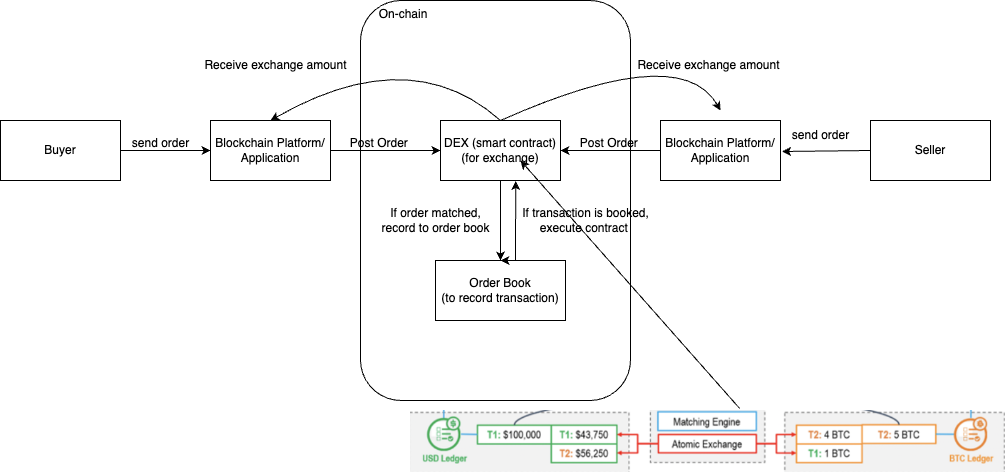 On-chain
Receive exchange amount
Receive exchange amount
Buyer
send order
Blockchain Platform/
Application
Post Order
DEX (smart contract)
(for exchange)
Post Order
Blockchain Platform/
Application
send order
Seller
If order matched,
record to order book
If transaction is booked,
execute contract
Order Book
(to record transaction)
USD Ledger
T1: $100,000
T1: $43,750
T2: $56,250
Matching Engine
Atomic Exchange
T2: 4 BTC
T1: 1 BTC
T2: 5 BTC
BTC Ledger